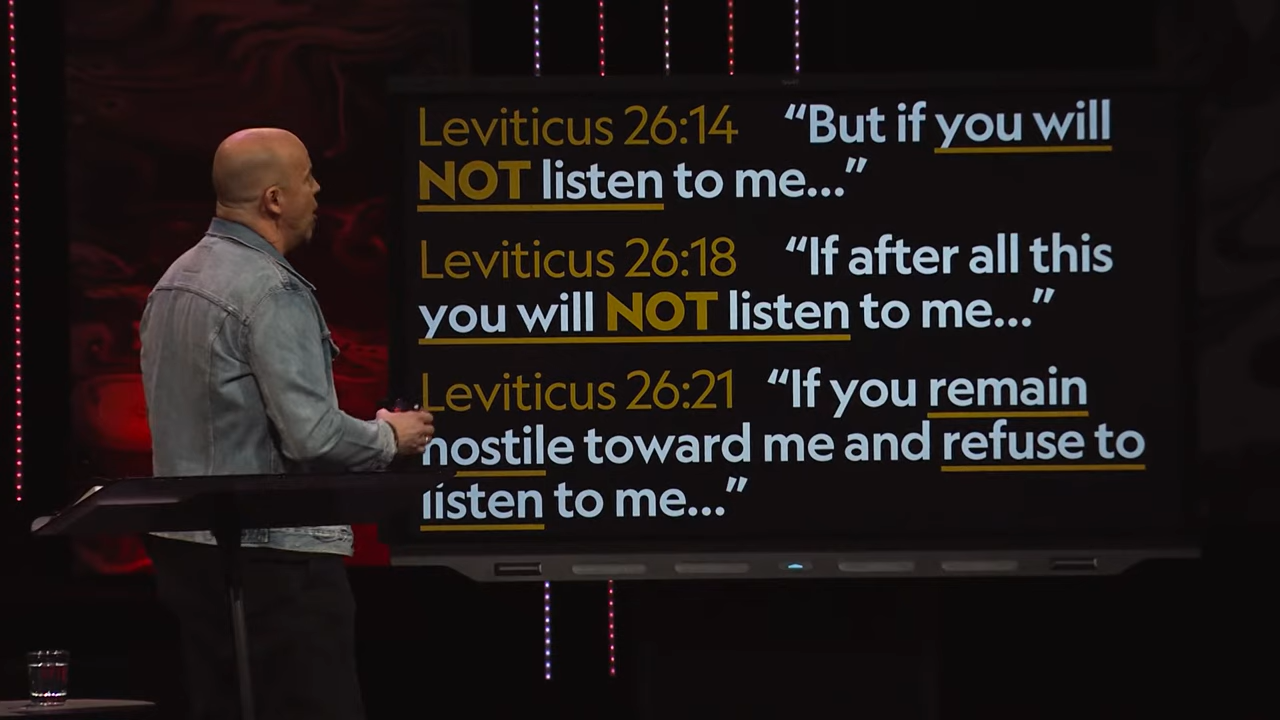 Leviticus 26:14 “But if you will
NOT listen to me...”
Leviticus 26:18 “If after all this
you will NOT listen to me...”
Leviticus 26:21 “If you remain
hostile toward me and refuse to
listen to me...”